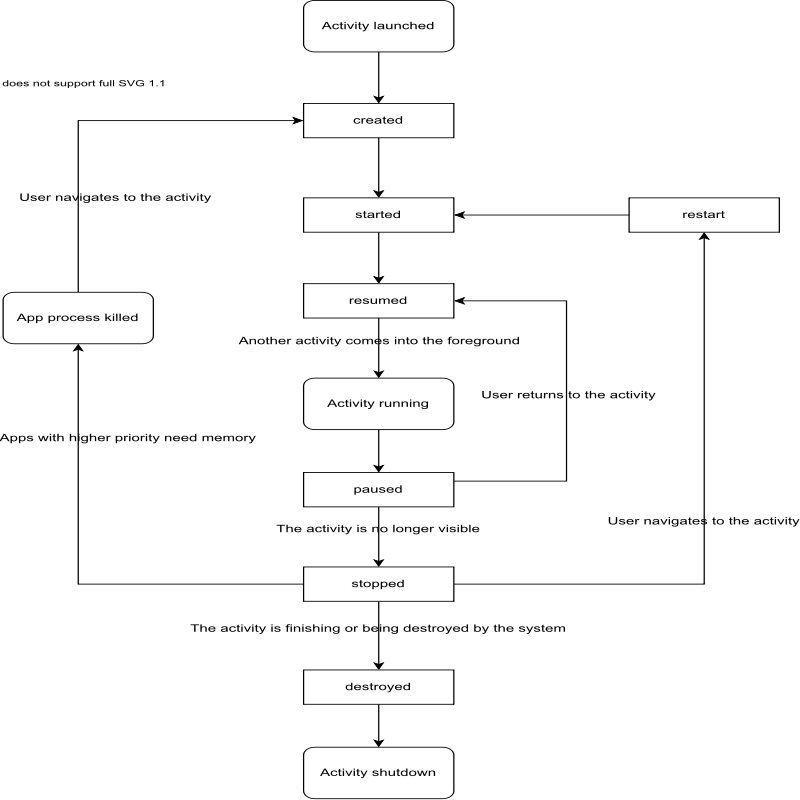 Activity launched
does not support full SVG 1.1
created
User navigates to the activity
started
restart
resumed
App process killed
Another activity comes into the foreground
User returns to the activity
Activity running
Apps with higher priority need memory
paused
User navigates to the activity
The activity is no longer visible
stopped
The activity is finishing or being destroyed by the system
destroyed
Activity shutdown